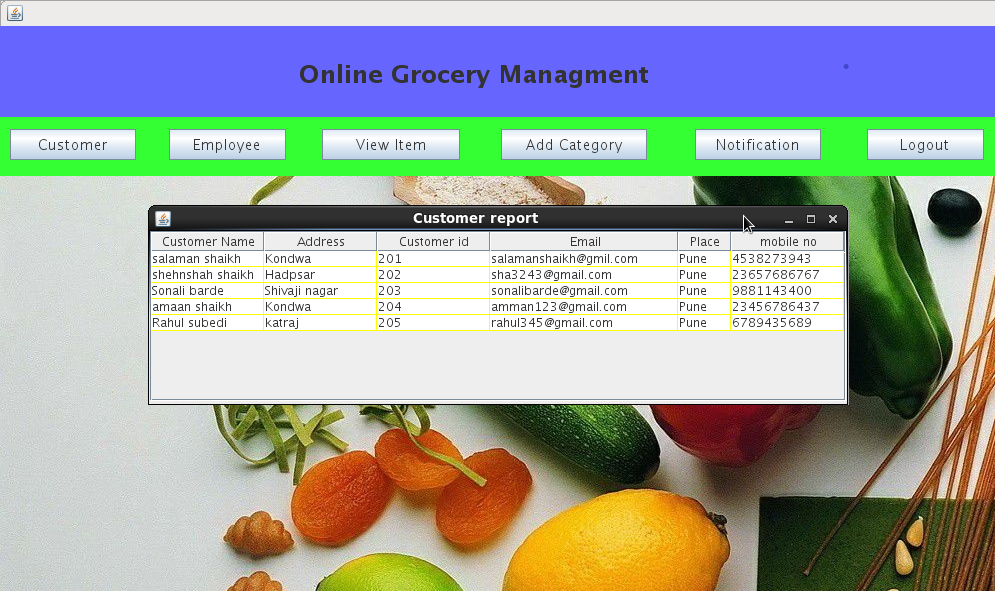 Online Grocery Managment
Customer Employee View Item Add Category Notification Logout
Customer report
Customer Name Address Customer id Email Place mobile no
salaman shaikh Kondwa 201 salamanshaikh@gmil.com Pune 4538273943
shehnshah shaikh Hadpsar 202 sha3243@gmail.com Pune 23657686767
Sonali barde Shivaji nagar 203 sonalibarde@gmail.com Pune 9881143400
amaan shaikh Kondwa 204 amman123@gmail.com Pune 23456786437
Rahul subedi katraj 205 rahul345@gmail.com Pune 6789435689